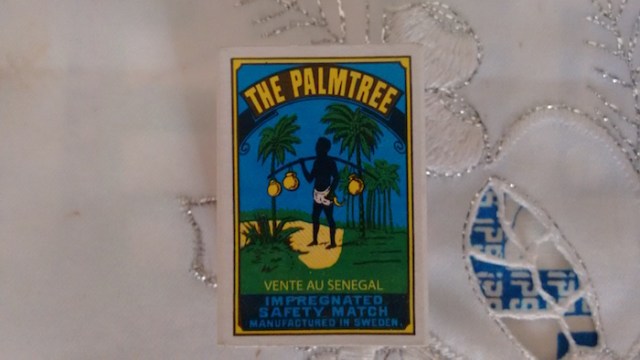 THE PALMTREE
VENTE AU SENEGAL
IMPREGNATED
SAFETY MATCH
MANUFACTURED IN SWEDEN.